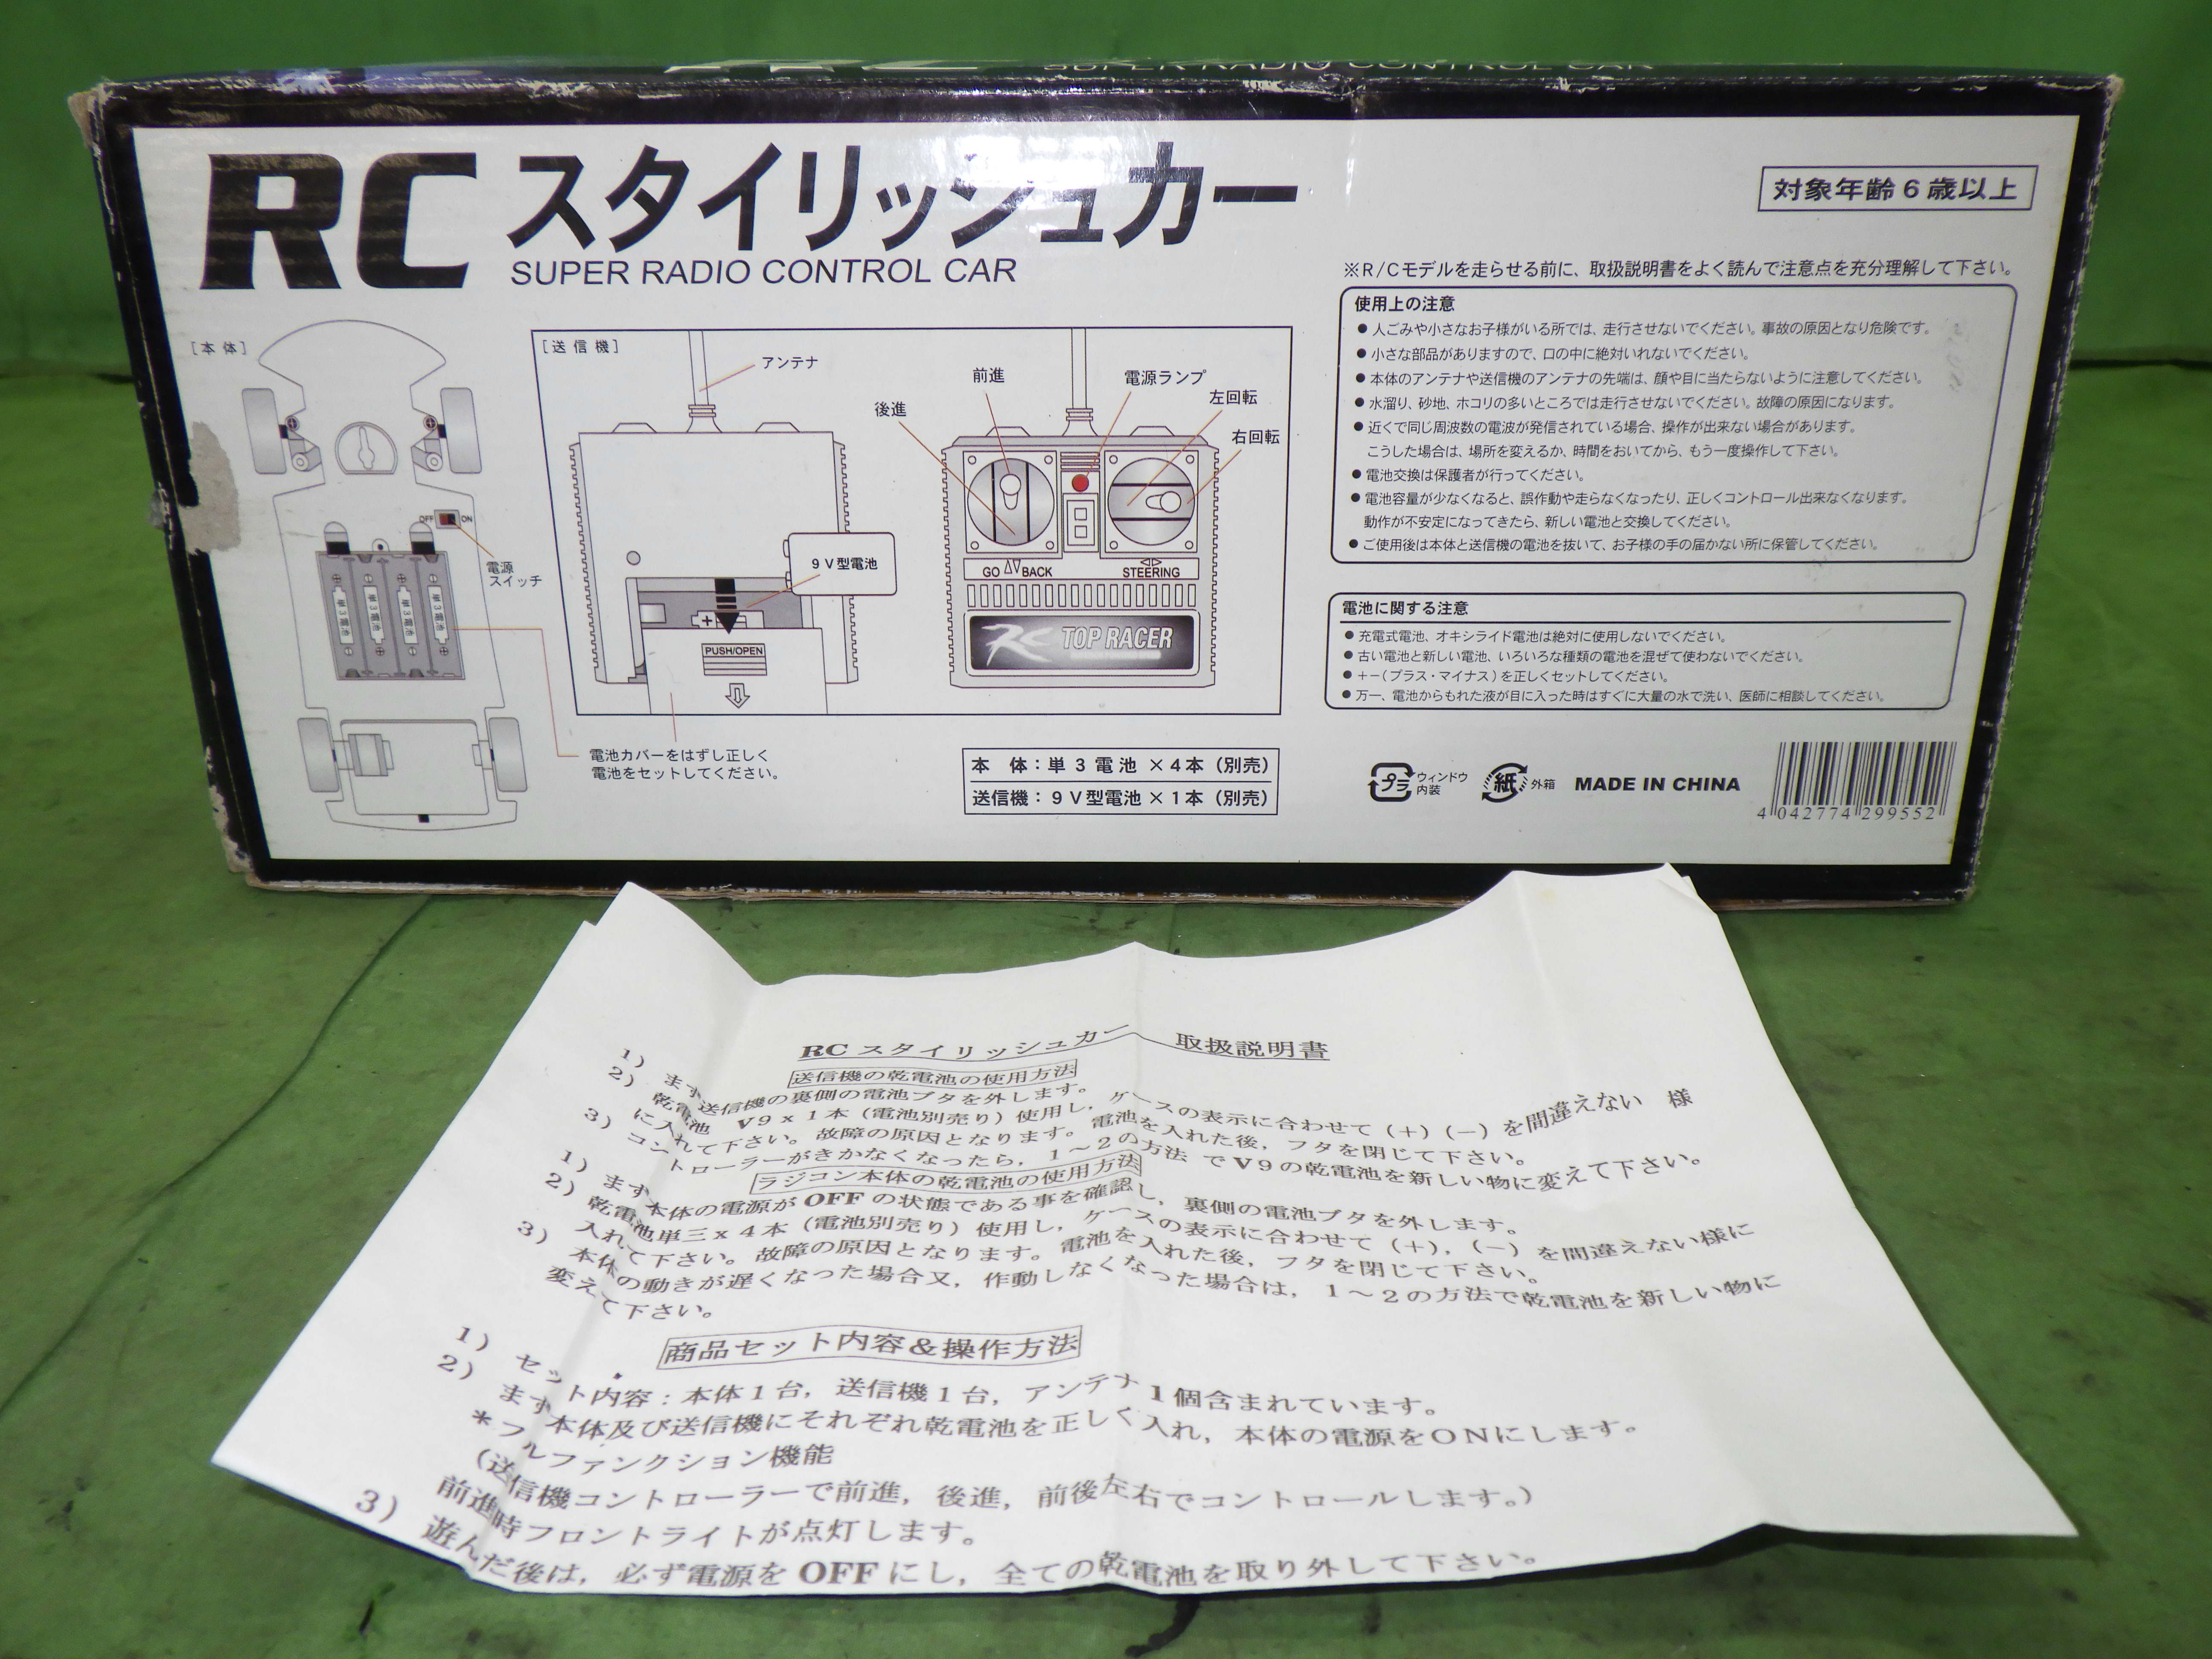 SUPER RADIO CONTROL CAR
RC スタイリッシュカー
SUPER RADIO CONTROL CAR
対象年齢6歳以上
[本体]
OFF ON
電源
スイッチ
単3電池 単3電池 単3電池 単3電池
[送信機]
アンテナ
9V型電池
+
PUSH/OPEN
前進
後進
電源ランプ
左回転
右回転
GO △▽ BACK
◁▷
STEERING
RC TOP RACER
電池カバーをはずし正しく
電池をセットしてください。
本 体:単3電池×4本(別売)
送信機:9V型電池×1本(別売)
※R/Cモデルを走らせる前に、取扱説明書をよく読んで注意点を充分理解して下さい。
使用上の注意
●人ごみや小さなお子様がいる所では、走行させないでください。事故の原因となり危険です。
●小さな部品がありますので、口の中に絶対いれないでください。
●本体のアンテナや送信機のアンテナの先端は、顔や目に当たらないように注意してください。
●水溜り、砂地、ホコリの多いところでは走行させないでください。故障の原因になります。
●近くで同じ周波数の電波が発信されている場合、操作が出来ない場合があります。
こうした場合は、場所を変えるか、時間をおいてから、もう一度操作して下さい。
●電池交換は保護者が行ってください。
●電池容量が少なくなると、誤作動や走らなくなったり、正しくコントロール出来なくなります。
動作が不安定になってきたら、新しい電池と交換してください。
●ご使用後は本体と送信機の電池を抜いて、お子様の手の届かない所に保管してください。
電池に関する注意
●充電式電池、オキシライド電池は絶対に使用しないでください。
●古い電池と新しい電池、いろいろな種類の電池を混ぜて使わないでください。
●+−(プラス・マイナス)を正しくセットしてください。
●万一、電池からもれた液が目に入った時はすぐに大量の水で洗い、医師に相談してください。
プラ ウィンドウ
内装
紙 外箱
MADE IN CHINA
4 042774 299552
RC スタイリッシュカー 取扱説明書
送信機の乾電池の使用方法
1) まず送信機の裏側の電池ブタを外します。
2) 乾電池 V9x1本(電池別売り)使用し、ケースの表示に合わせて(+)(−)を間違えない 様
に入れて下さい。故障の原因となります。電池を入れた後、フタを閉じて下さい。
3) コントローラーがきかなくなったら、1〜2の方法 でV9の乾電池を新しい物に変えて下さい。
ラジコン本体の乾電池の使用方法
1) まず本体の電源がOFFの状態である事を確認し、裏側の電池ブタを外します。
2) 乾電池単三x4本(電池別売り)使用し、ケースの表示に合わせて(+)、(−)を間違えない様に
入れて下さい。故障の原因となります。電池を入れた後、フタを閉じて下さい。
3) 本体の動きが遅くなった場合又、作動しなくなった場合は、1〜2の方法で乾電池を新しい物に
変えて下さい。
商品セット内容&操作方法
1) セット内容:本体1台、送信機1台、アンテナ1個含まれています。
2) まず本体及び送信機にそれぞれ乾電池を正しく入れ、本体の電源をONにします。
*フルファンクション機能
(送信機コントローラーで前進、後進、前後左右でコントロールします。)
前進時フロントライトが点灯します。
3) 遊んだ後は、必ず電源をOFFにし、全ての乾電池を取り外して下さい。